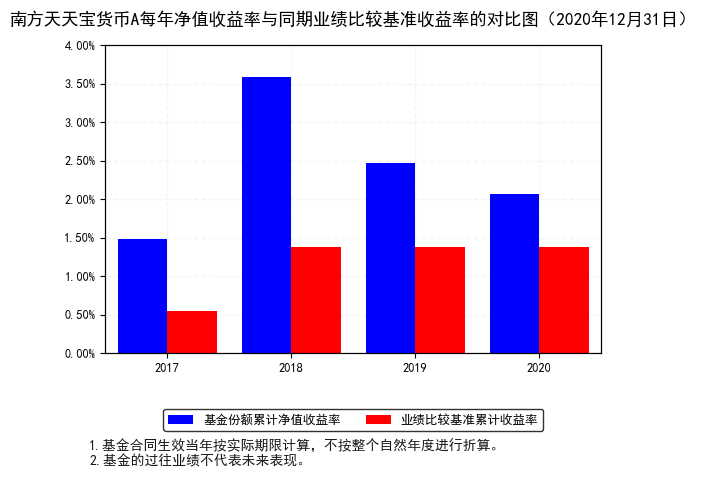 南方天天宝货币A每年净值收益率与同期业绩比较基准收益率的对比图（2020年12月31日）
4.00%
3.50%
3.00%
2.50%
2.00%
1.50%
1.00%
0.50%
0.00%
2017 2018 2019 2020
基金份额累计净值收益率 业绩比较基准累计收益率
1.基金合同生效当年按实际期限计算，不按整个自然年度进行折算。
2.基金的过往业绩不代表未来表现。